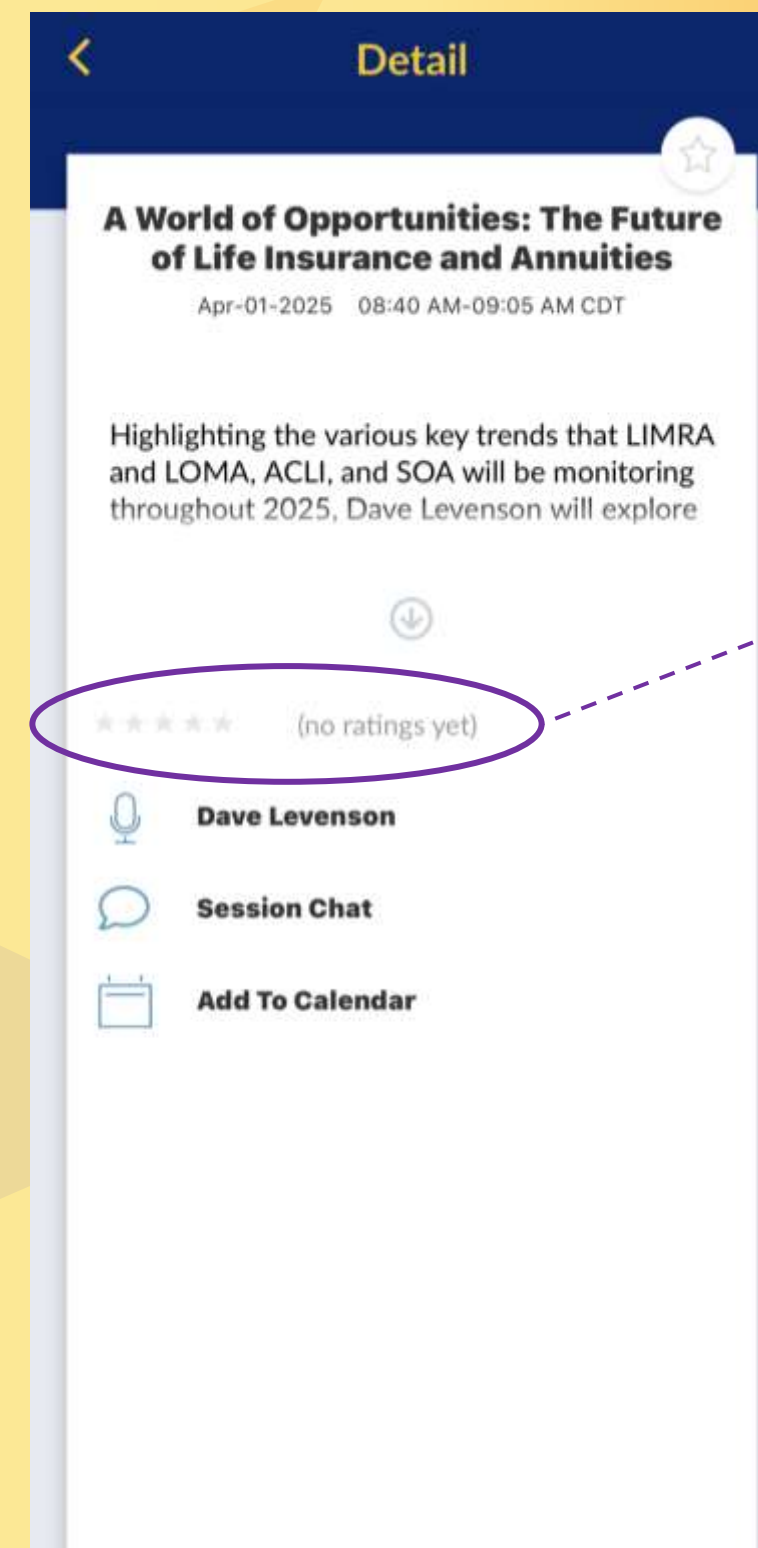 Detail
A World of Opportunities: The Future
of Life Insurance and Annuities
Apr-01-2025 08:40 AM-09:05 AM CDT
Highlighting the various key trends that LIMRA
and LOMA, ACLI, and SOA will be monitoring
throughout 2025, Dave Levenson will explore
(no ratings yet)
Dave Levenson
Session Chat
Add To Calendar